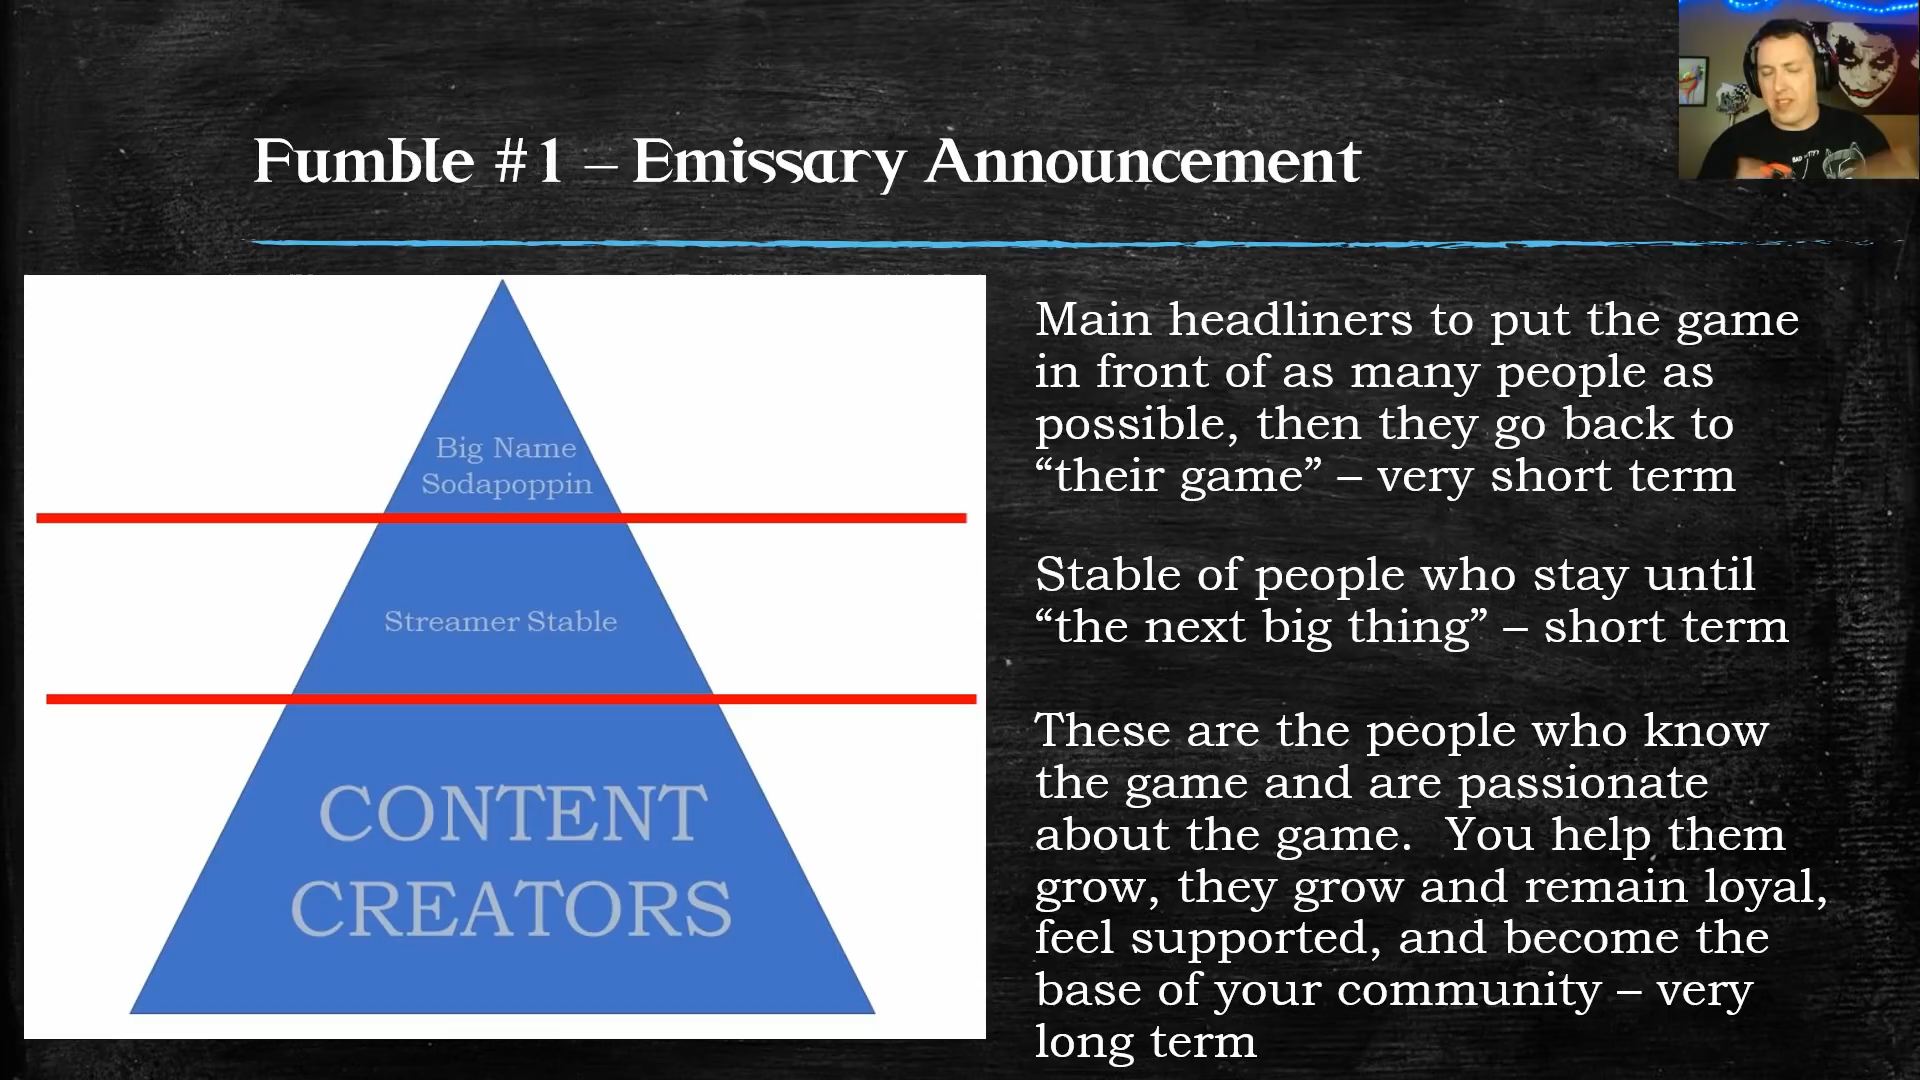 Fumble #1 – Emissary Announcement
Big Name
Sodapoppin
Streamer Stable
CONTENT
CREATORS
Main headliners to put the game
in front of as many people as
possible, then they go back to
“their game” – very short term
Stable of people who stay until
“the next big thing” – short term
These are the people who know
the game and are passionate
about the game.  You help them
grow, they grow and remain loyal,
feel supported, and become the
base of your community – very
long term